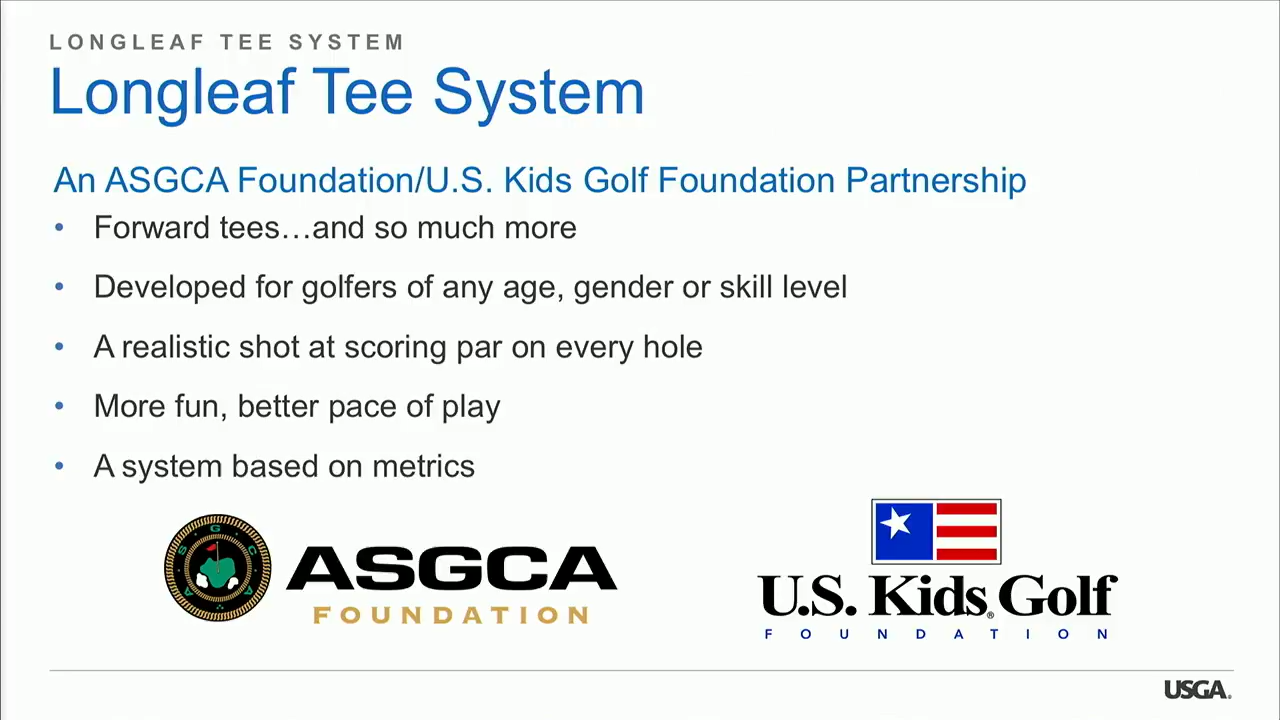 LONGLEAF TEE SYSTEM
Longleaf Tee System
An ASGCA Foundation/U.S. Kids Golf Foundation Partnership
• Forward tees…and so much more
• Developed for golfers of any age, gender or skill level
• A realistic shot at scoring par on every hole
• More fun, better pace of play
• A system based on metrics
ASGCA
ASGCA
FOUNDATION
U.S. Kids® Golf
FOUNDATION
USGA®